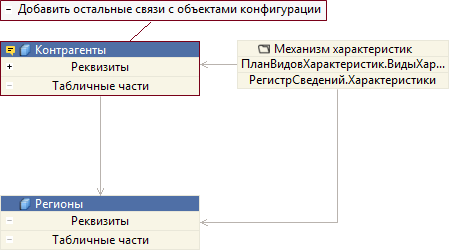 – Добавить остальные связи с объектами конфигурации
Контрагенты
+ Реквизиты
– Табличные части
Механизм характеристик
ПланВидовХарактеристик.ВидыХар...
РегистрСведений.Характеристики
Регионы
– Реквизиты
– Табличные части